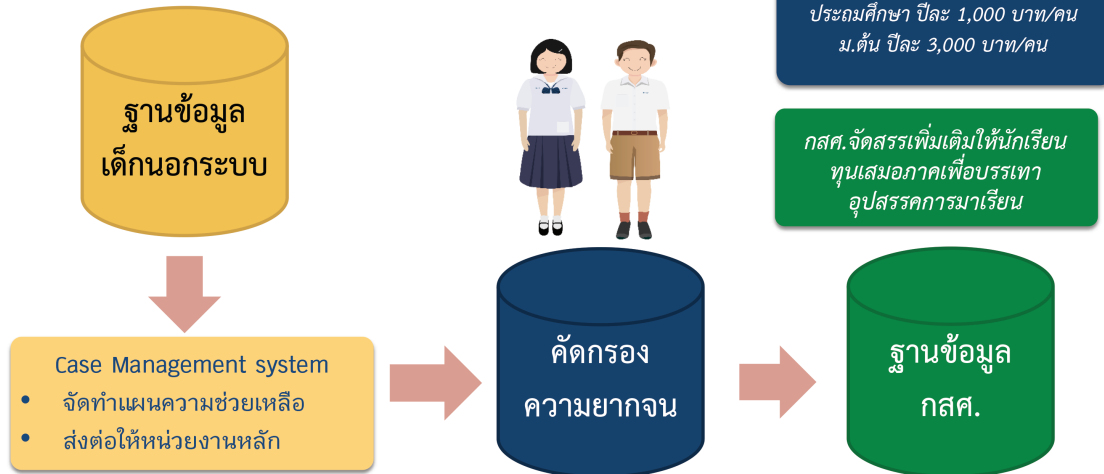 ประถมศึกษา ปีละ 1,000 บาท/คน
ม.ต้น ปีละ 3,000 บาท/คน
ฐานข้อมูล
เด็กนอกระบบ
กสศ.จัดสรรเพิ่มเติมให้นักเรียน
ทุนเสมอภาคเพื่อบรรเทา
อุปสรรคการมาเรียน
Case Management system
• จัดทำแผนความช่วยเหลือ
• ส่งต่อให้หน่วยงานหลัก
คัดกรอง
ความยากจน
ฐานข้อมูล
กสศ.